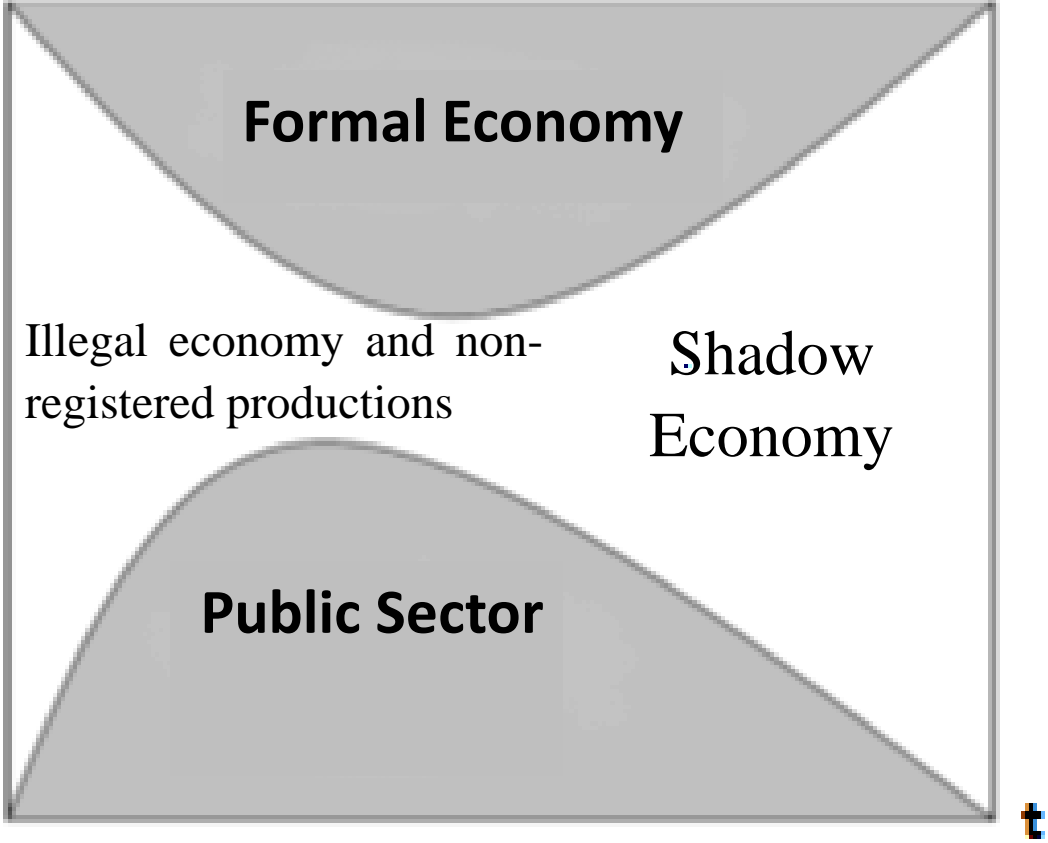 Formal Economy
Illegal economy and non-
registered productions
Shadow
Economy
Public Sector
t